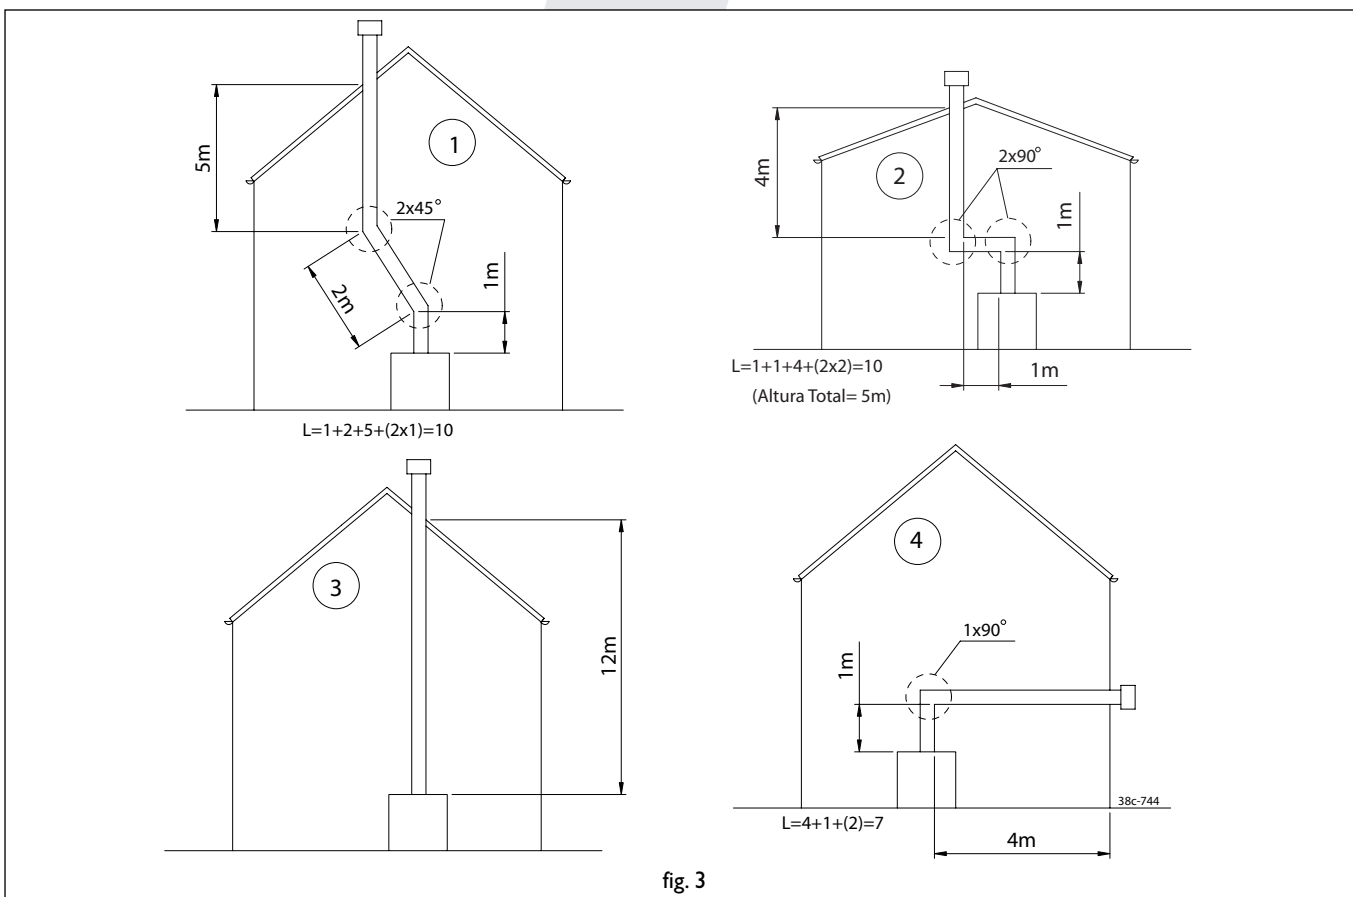 5m
1
2x45°
2m
1m
L=1+2+5+(2x1)=10
4m
2
2x90°
1m
L=1+1+4+(2x2)=10
(Altura Total= 5m)
1m
3
12m
4
1x90°
1m
38c-744
L=4+1+(2)=7
4m
fig. 3